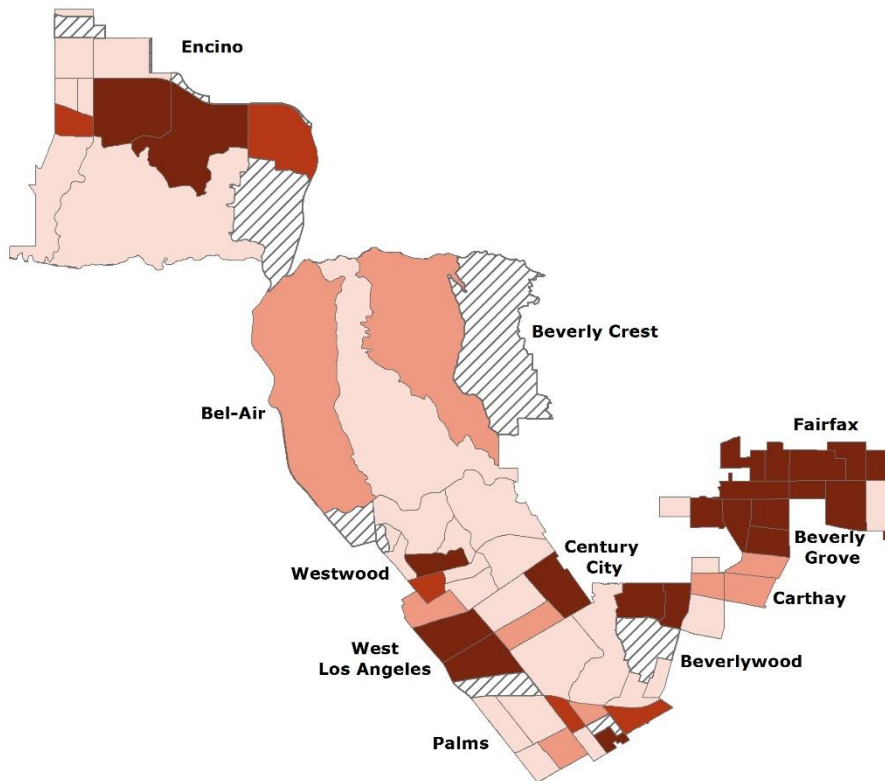 Encino
Beverly Crest
Bel-Air
Fairfax
Beverly
Grove
Century
City
Westwood
Carthay
West
Los Angeles
Beverlywood
Palms